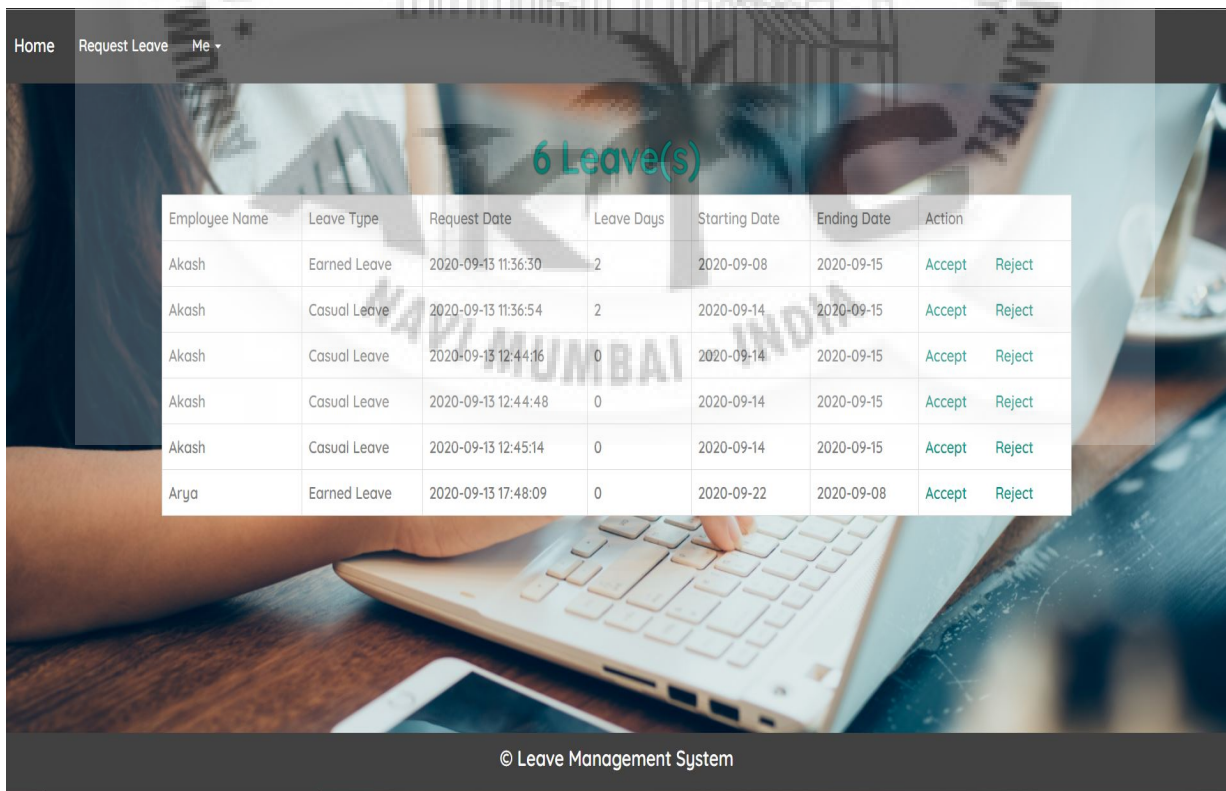 PANVEL
Home Request Leave Me
6 Leave(s)
AKTC
Employee Name Leave Type Request Date Leave Days Starting Date Ending Date Action
Akash Earned Leave 2020-09-13 11:36:30 2 2020-09-08 2020-09-15 Accept Reject
Akash Casual Leave 2020-09-13 11:36:54 2 2020-09-14 2020-09-15 Accept Reject
Akash Casual Leave 2020-09-13 12:44:16 0 2020-09-14 2020-09-15 Accept Reject
Akash Casual Leave 2020-09-13 12:44:48 0 2020-09-14 2020-09-15 Accept Reject
Akash Casual Leave 2020-09-13 12:45:14 0 2020-09-14 2020-09-15 Accept Reject
Arya Earned Leave 2020-09-13 17:48:09 0 2020-09-22 2020-09-08 Accept Reject
NAVI MUMBAI - INDIA
© Leave Management System